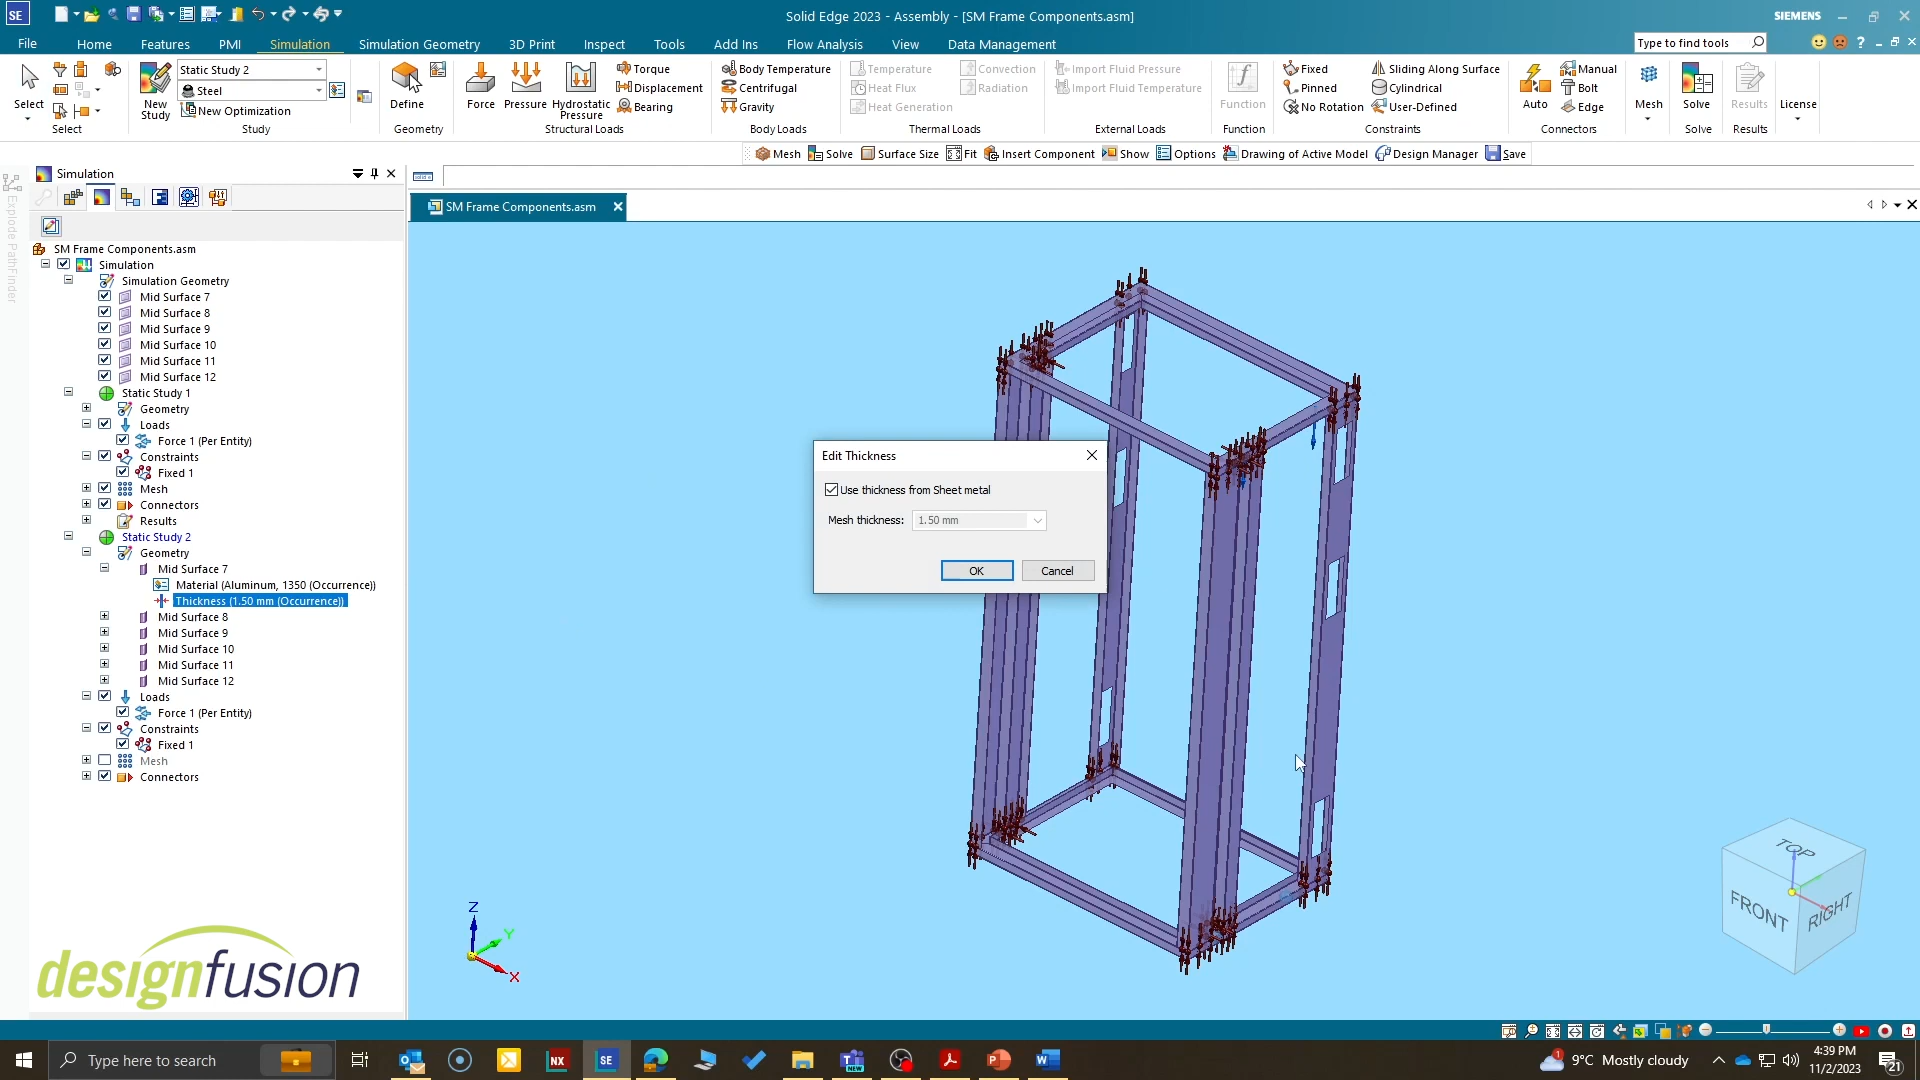 SE
Solid Edge 2023 - Assembly - [SM Frame Components.asm]
SIEMENS
File
Home
Features
PMI
Simulation
Simulation Geometry
3D Print
Inspect
Tools
Add Ins
Flow Analysis
View
Data Management
Type to find tools
Select
Select
New Study
Static Study 2
Steel
New Optimization
Study
Define
Geometry
Force
Pressure
Hydrostatic Pressure
Torque
Displacement
Bearing
Structural Loads
Body Temperature
Centrifugal
Gravity
Body Loads
Temperature
Heat Flux
Heat Generation
Convection
Radiation
Thermal Loads
Import Fluid Pressure
Import Fluid Temperature
External Loads
Function
Function
Fixed
Pinned
No Rotation
Sliding Along Surface
Cylindrical
User-Defined
Constraints
Auto
Manual
Bolt
Edge
Connectors
Mesh
Solve
Solve
Results
Results
License
Mesh
Solve
Surface Size
Fit
Insert Component
Show
Options
Drawing of Active Model
Design Manager
Save
Explode PathFinder
Simulation
SM Frame Components.asm
SM Frame Components.asm
Simulation
Simulation Geometry
Mid Surface 7
Mid Surface 8
Mid Surface 9
Mid Surface 10
Mid Surface 11
Mid Surface 12
Static Study 1
Geometry
Loads
Force 1 (Per Entity)
Constraints
Fixed 1
Mesh
Connectors
Results
Static Study 2
Geometry
Mid Surface 7
Material (Aluminum, 1350 (Occurrence))
Thickness (1.50 mm (Occurrence))
Mid Surface 8
Mid Surface 9
Mid Surface 10
Mid Surface 11
Mid Surface 12
Loads
Force 1 (Per Entity)
Constraints
Fixed 1
Mesh
Connectors
Edit Thickness
Use thickness from Sheet metal
Mesh thickness:
1.50 mm
OK
Cancel
Z
Y
X
TOP
FRONT
RIGHT
designfusion
Type here to search
NX
SE
NEW
9°C Mostly cloudy
4:39 PM
11/2/2023
21